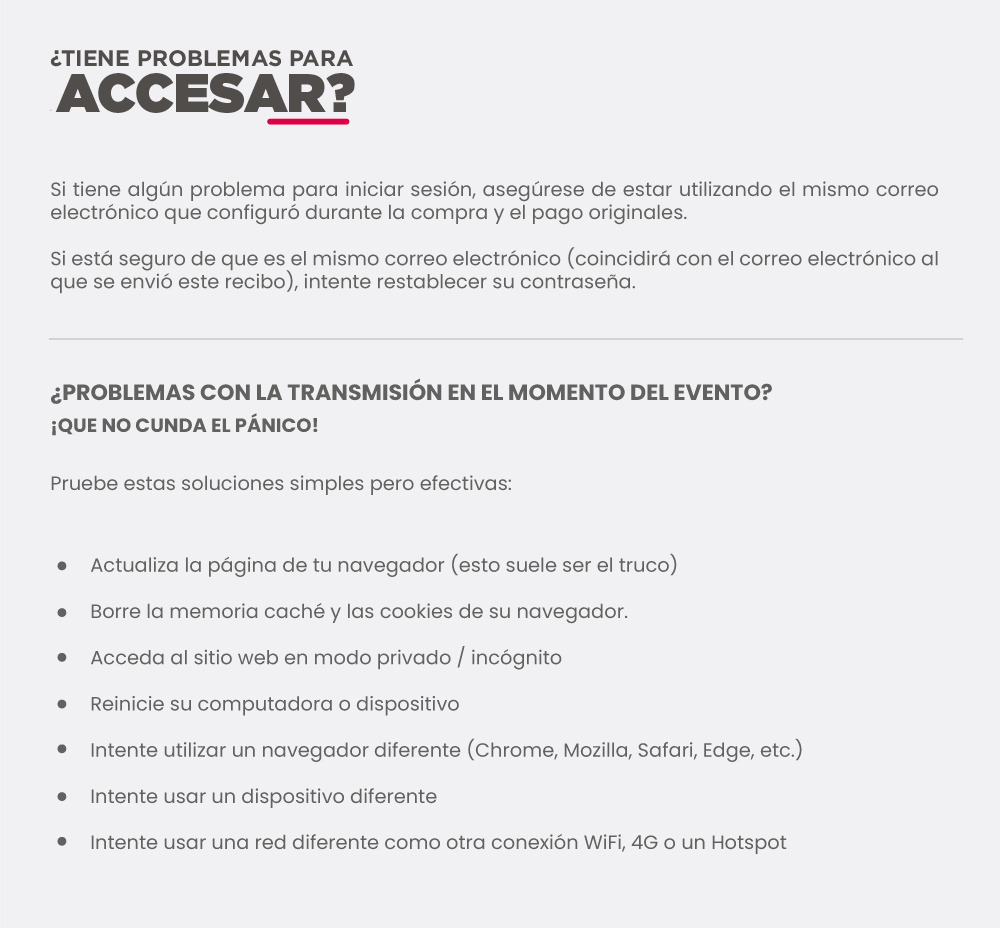 ¿TIENE PROBLEMAS PARA
ACCESAR?
Si tiene algún problema para iniciar sesión, asegúrese de estar utilizando el mismo correo
electrónico que configuró durante la compra y el pago originales.
Si está seguro de que es el mismo correo electrónico (coincidirá con el correo electrónico al
que se envió este recibo), intente restablecer su contraseña.
¿PROBLEMAS CON LA TRANSMISIÓN EN EL MOMENTO DEL EVENTO?
¡QUE NO CUNDA EL PÁNICO!
Pruebe estas soluciones simples pero efectivas:
● Actualiza la página de tu navegador (esto suele ser el truco)
● Borre la memoria caché y las cookies de su navegador.
● Acceda al sitio web en modo privado / incógnito
● Reinicie su computadora o dispositivo
● Intente utilizar un navegador diferente (Chrome, Mozilla, Safari, Edge, etc.)
● Intente usar un dispositivo diferente
● Intente usar una red diferente como otra conexión WiFi, 4G o un Hotspot